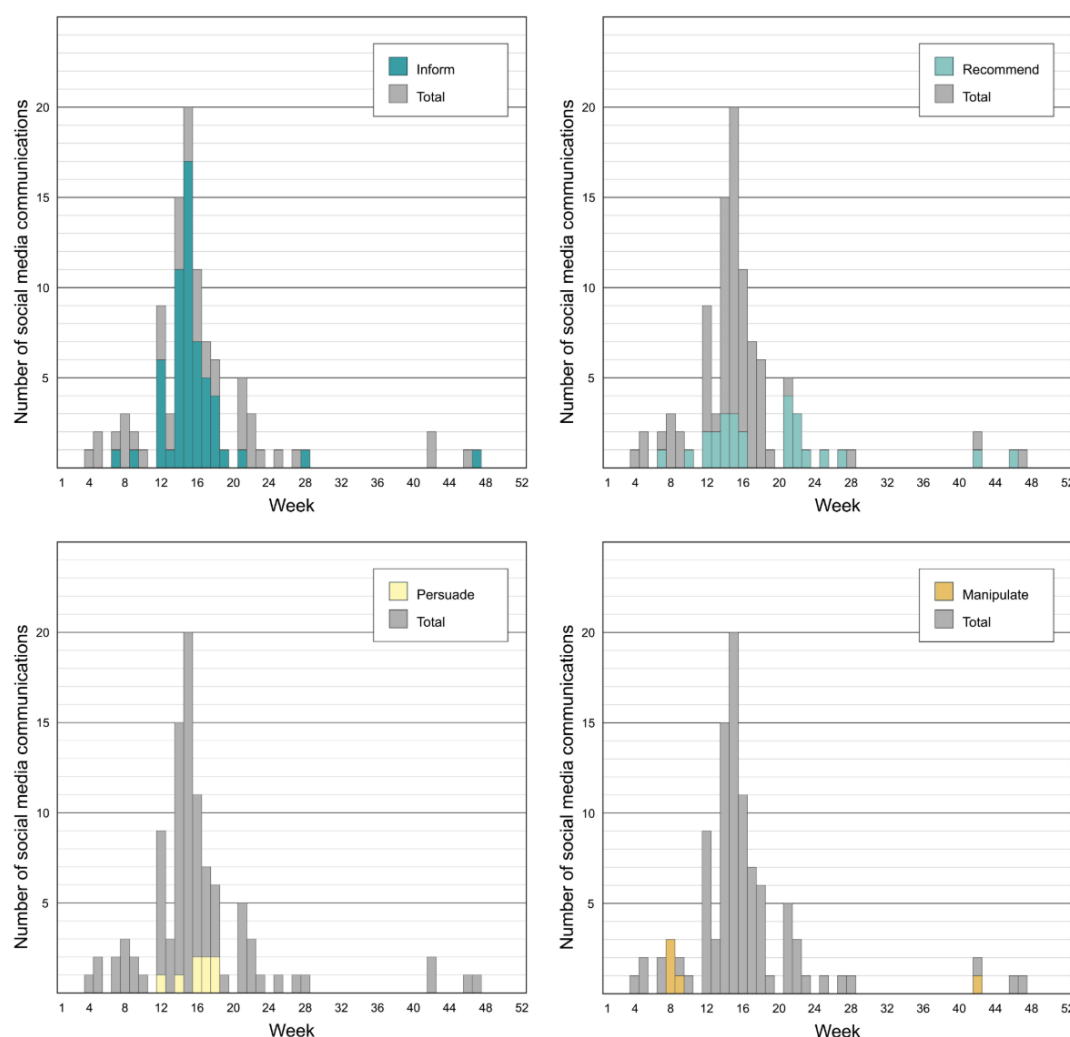 Inform
Total
20
15
10
5
Number of social media communications
1 4 8 12 16 20 24 28 32 36 40 44 48 52
Week
Recommend
Total
20
15
10
5
Number of social media communications
1 4 8 12 16 20 24 28 32 36 40 44 48 52
Week
Persuade
Total
20
15
10
5
Number of social media communications
1 4 8 12 16 20 24 28 32 36 40 44 48 52
Week
Manipulate
Total
20
15
10
5
Number of social media communications
1 4 8 12 16 20 24 28 32 36 40 44 48 52
Week